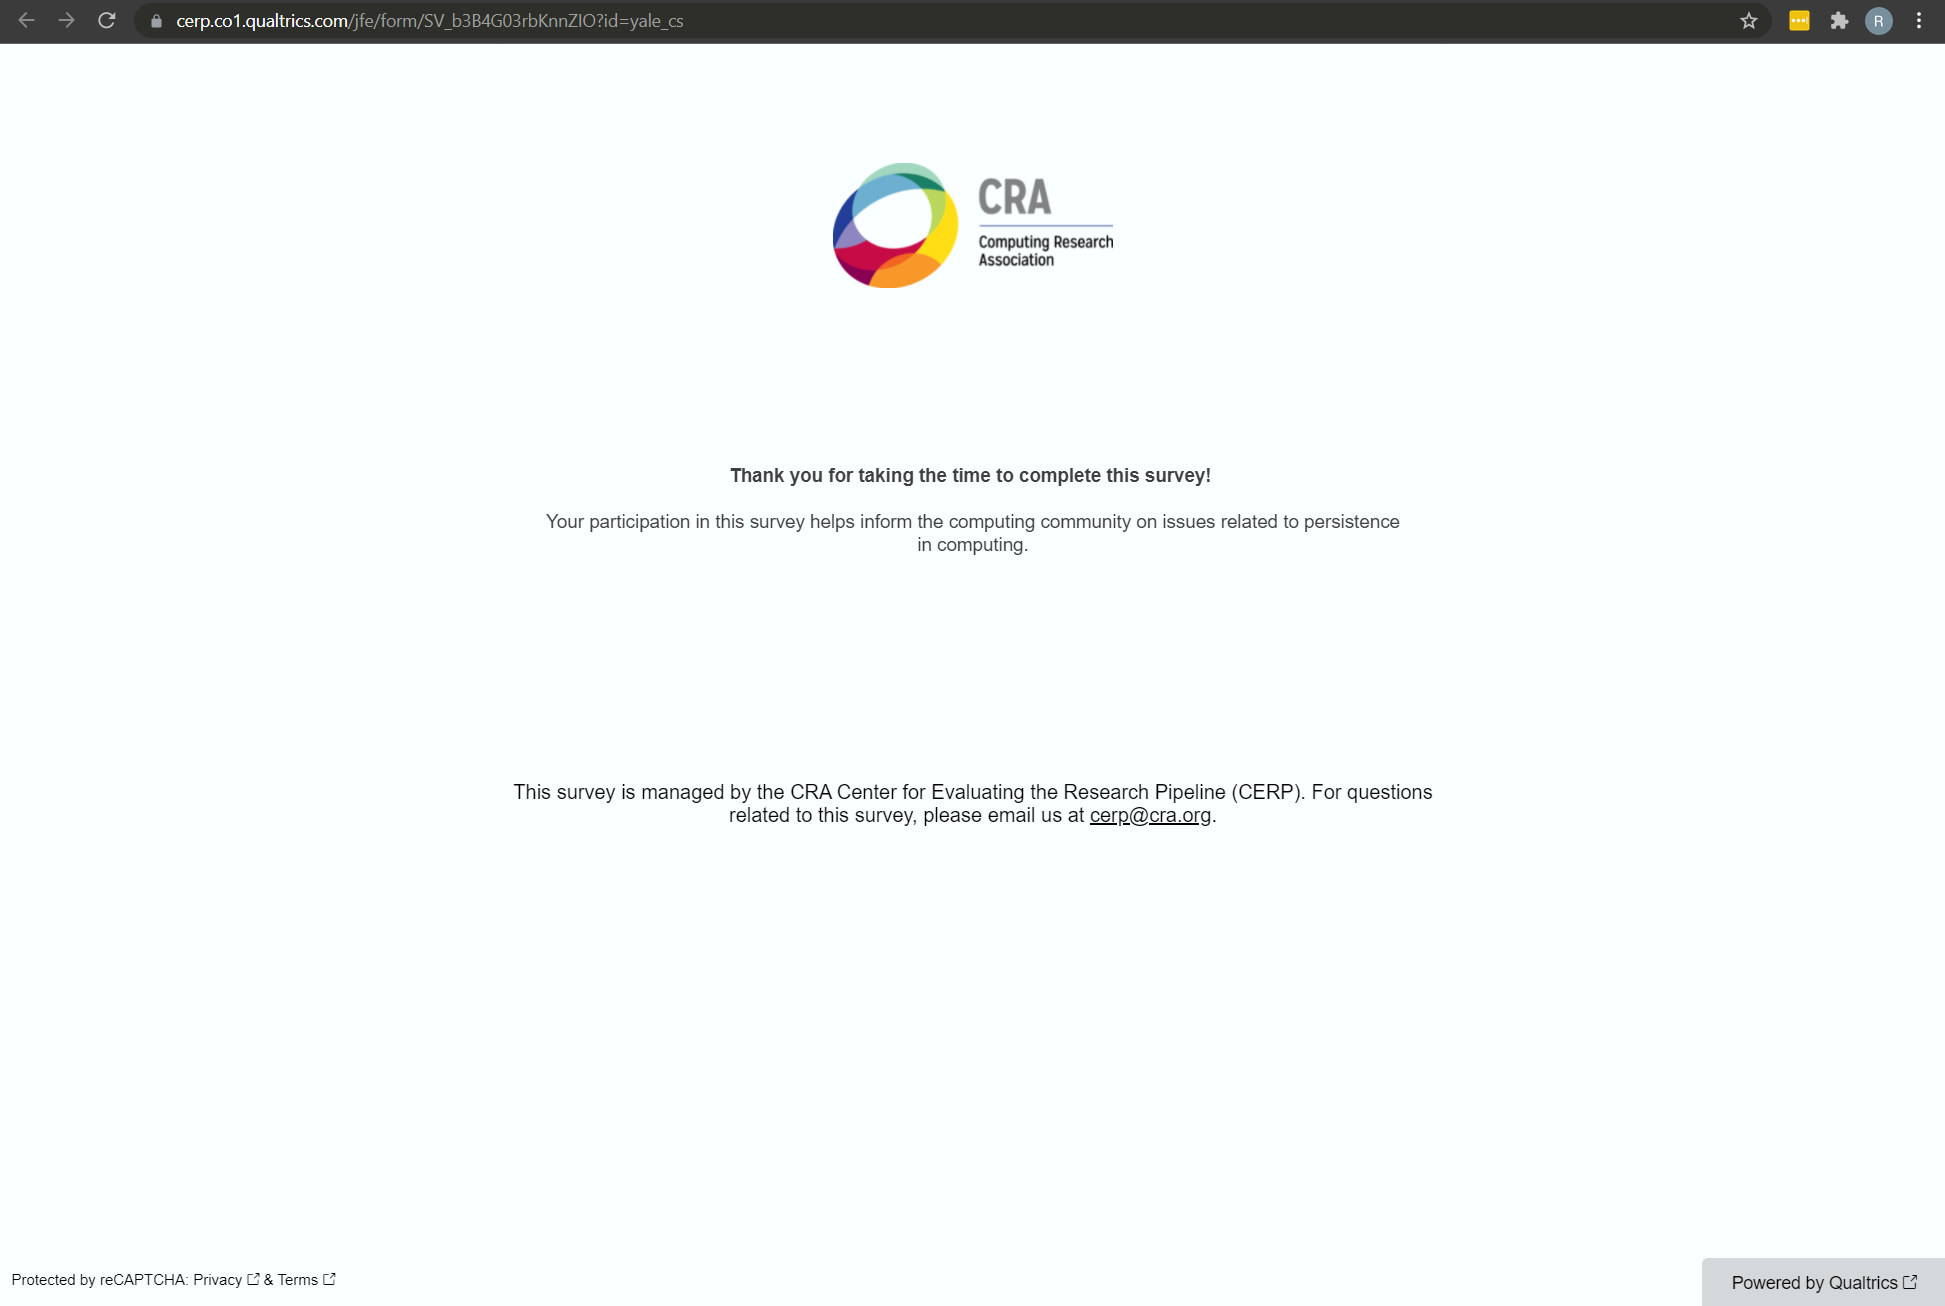 cerp.co1.qualtrics.com/jfe/form/SV_b3B4G03rbKnnZIO?id=yale_cs
R
CRA
Computing Research
Association
Thank you for taking the time to complete this survey!
Your participation in this survey helps inform the computing community on issues related to persistence
in computing.
This survey is managed by the CRA Center for Evaluating the Research Pipeline (CERP). For questions
related to this survey, please email us at cerp@cra.org.
Protected by reCAPTCHA: Privacy & Terms
Powered by Qualtrics